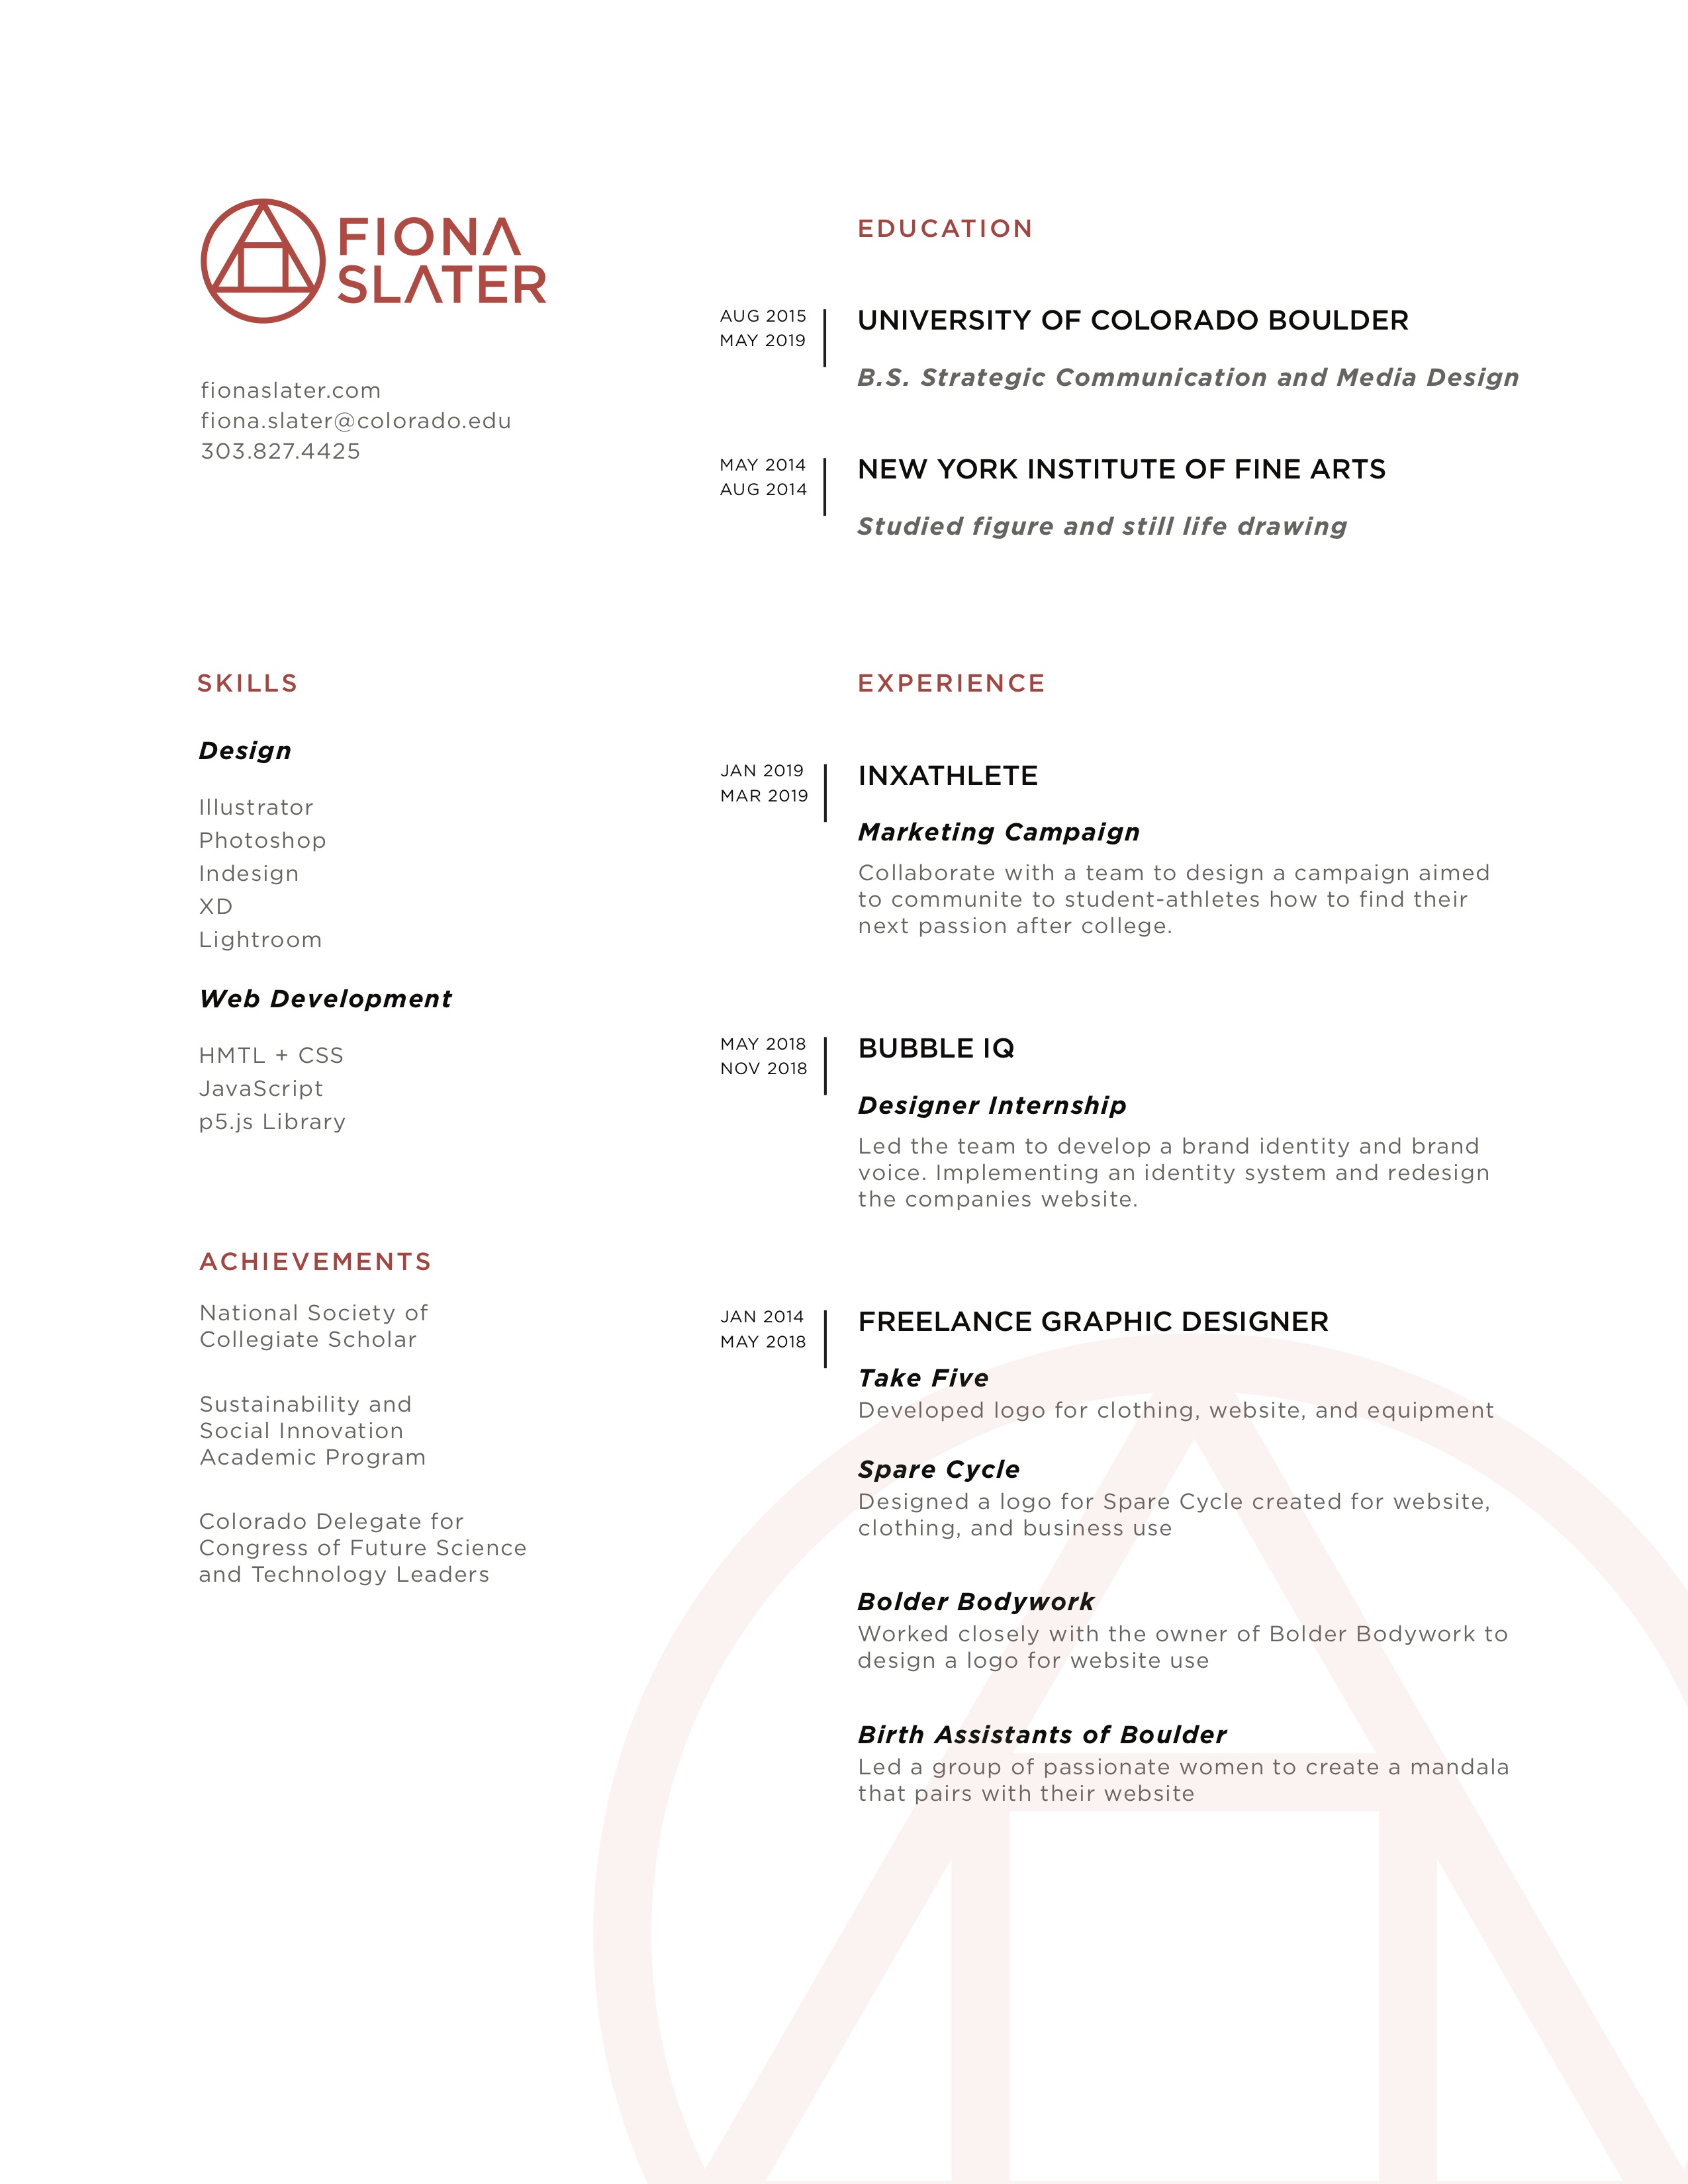 FIONA
SLATER
fionaslater.com
fiona.slater@colorado.edu
303.827.4425
EDUCATION
AUG 2015
MAY 2019
UNIVERSITY OF COLORADO BOULDER
B.S. Strategic Communication and Media Design
MAY 2014
AUG 2014
NEW YORK INSTITUTE OF FINE ARTS
Studied figure and still life drawing
SKILLS
Design
Illustrator
Photoshop
Indesign
XD
Lightroom
Web Development
HMTL + CSS
JavaScript
p5.js Library
ACHIEVEMENTS
National Society of
Collegiate Scholar
Sustainability and
Social Innovation
Academic Program
Colorado Delegate for
Congress of Future Science
and Technology Leaders
EXPERIENCE
JAN 2019
MAR 2019
INXATHLETE
Marketing Campaign
Collaborate with a team to design a campaign aimed
to communite to student-athletes how to find their
next passion after college.
MAY 2018
NOV 2018
BUBBLE IQ
Designer Internship
Led the team to develop a brand identity and brand
voice. Implementing an identity system and redesign
the companies website.
JAN 2014
MAY 2018
FREELANCE GRAPHIC DESIGNER
Take Five
Developed logo for clothing, website, and equipment
Spare Cycle
Designed a logo for Spare Cycle created for website,
clothing, and business use
Bolder Bodywork
Worked closely with the owner of Bolder Bodywork to
design a logo for website use
Birth Assistants of Boulder
Led a group of passionate women to create a mandala
that pairs with their website